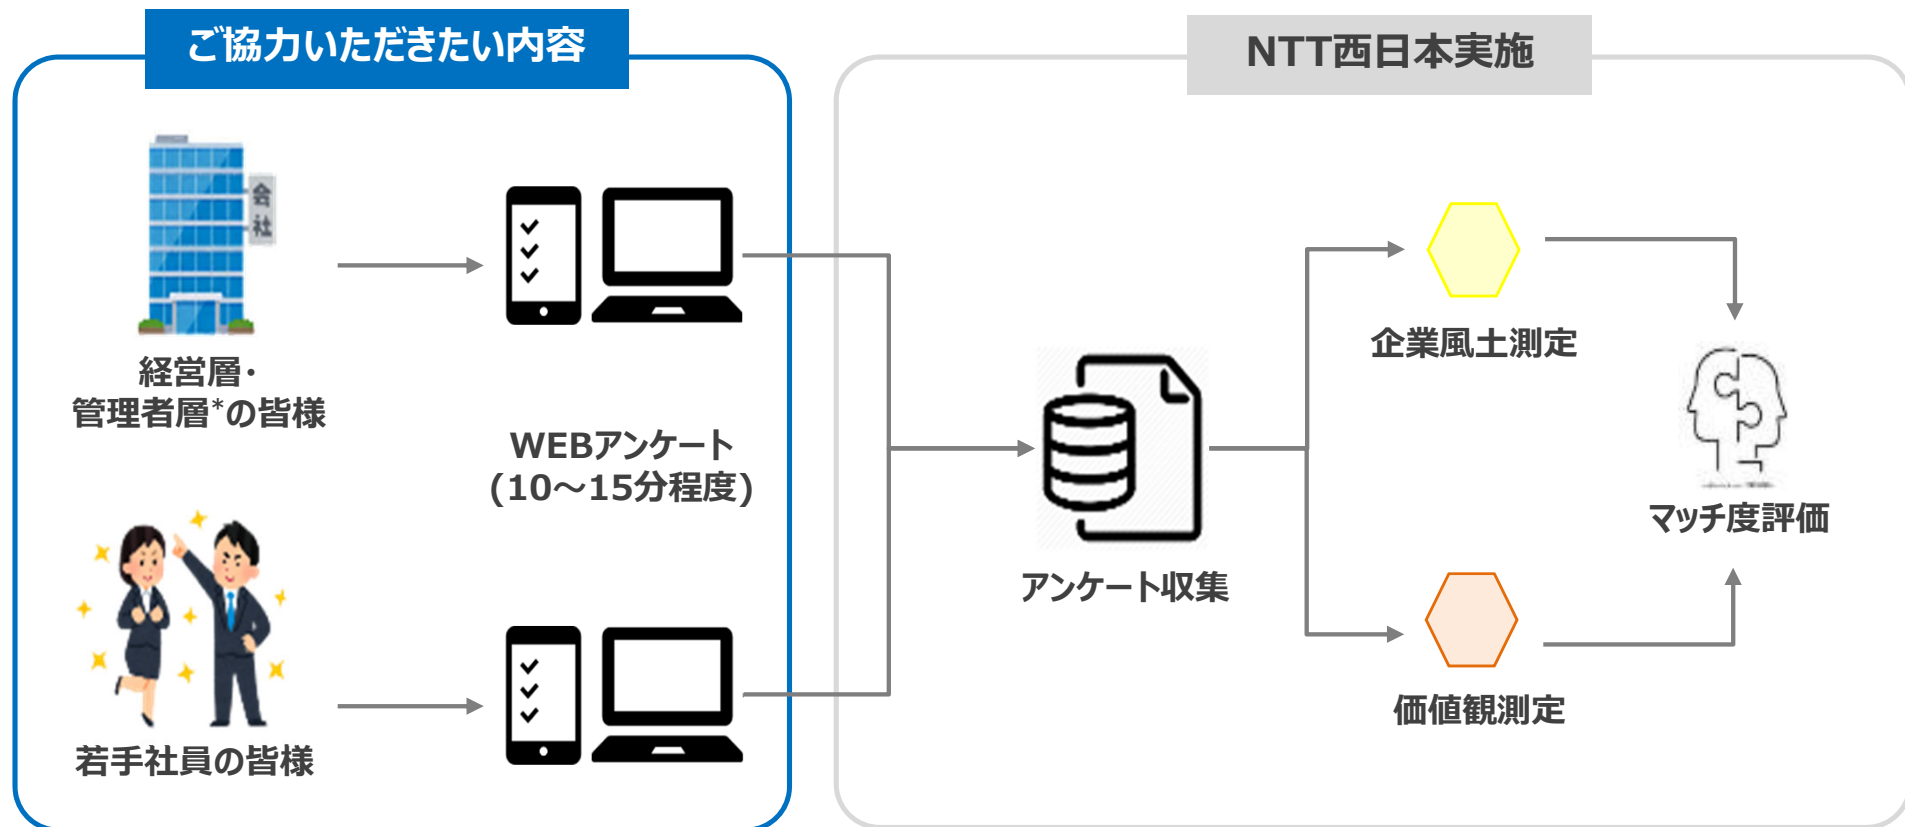 ご協力いただきたい内容
NTT西日本実施
会社
経営層・
管理者層*の皆様
WEBアンケート
(10～15分程度)
若手社員の皆様
アンケート収集
企業風土測定
価値観測定
マッチ度評価